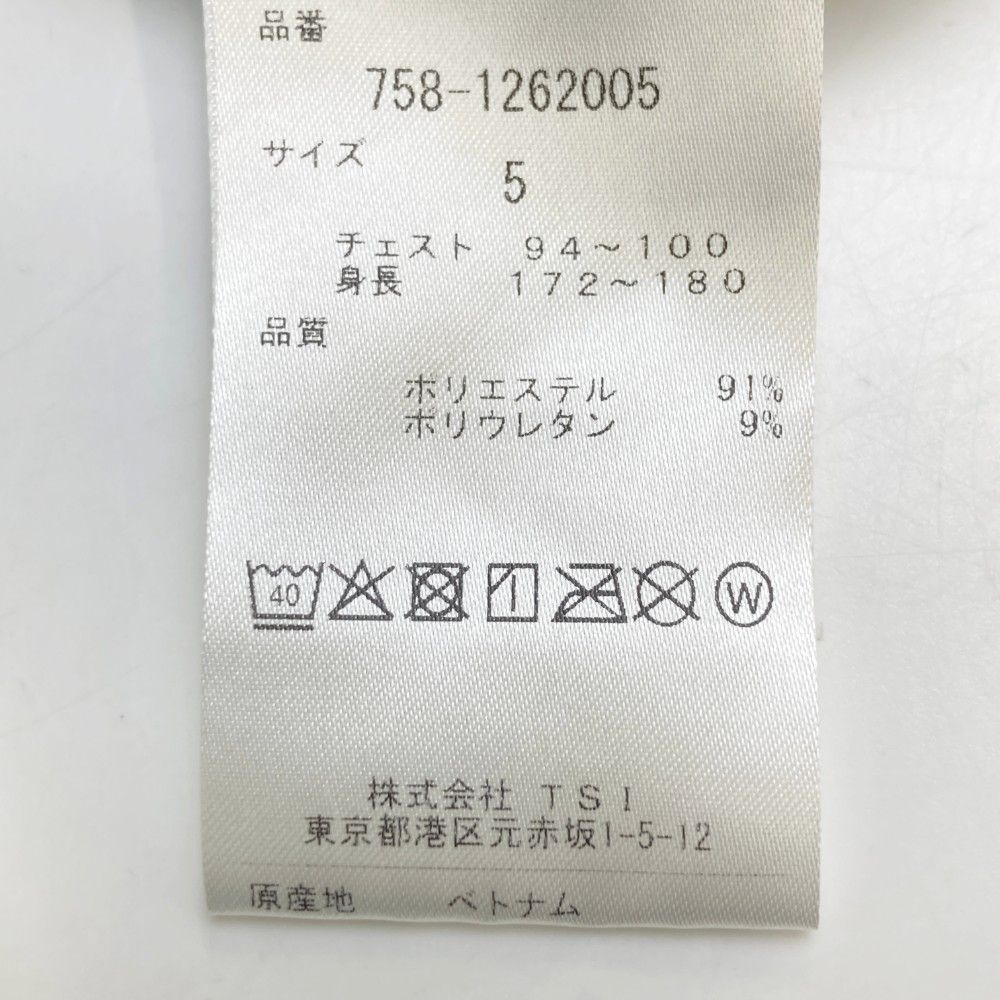 品番
758-1262005
サイズ
5
チェスト 94～100
身長 172～180
品質
ポリエステル 91%
ポリウレタン 9%
40 W
株式会社 TSI
東京都港区元赤坂1-5-12
原産地 ベトナム